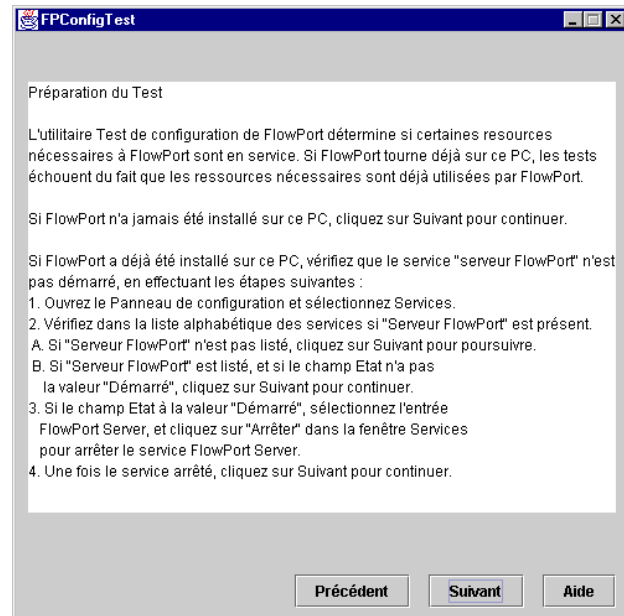 FPConfigTest
Préparation du Test
L'utilitaire Test de configuration de FlowPort détermine si certaines resources
nécessaires à FlowPort sont en service. Si FlowPort tourne déjà sur ce PC, les tests
échouent du fait que les ressources nécessaires sont déjà utilisées par FlowPort.
Si FlowPort n'a jamais été installé sur ce PC, cliquez sur Suivant pour continuer.
Si FlowPort a déjà été installé sur ce PC, vérifiez que le service "serveur FlowPort" n'est
pas démarré, en effectuant les étapes suivantes :
1. Ouvrez le Panneau de configuration et sélectionnez Services.
2. Vérifiez dans la liste alphabétique des services si "Serveur FlowPort" est présent.
A. Si "Serveur FlowPort" n'est pas listé, cliquez sur Suivant pour poursuivre.
B. Si "Serveur FlowPort" est listé, et si le champ Etat n'a pas
la valeur "Démarré", cliquez sur Suivant pour continuer.
3. Si le champ Etat à la valeur "Démarré", sélectionnez l'entrée
FlowPort Server, et cliquez sur "Arrêter" dans la fenêtre Services
pour arrêter le service FlowPort Server.
4. Une fois le service arrêté, cliquez sur Suivant pour continuer.
Précédent Suivant Aide